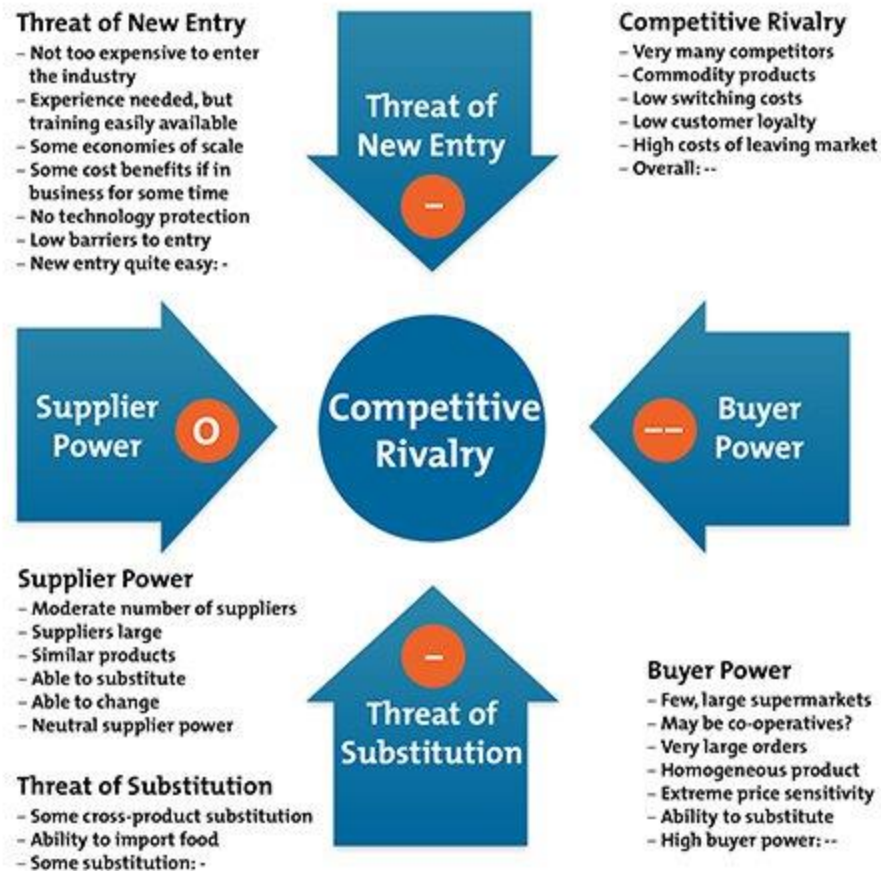 Threat of New Entry
– Not too expensive to enter
the industry
– Experience needed, but
training easily available
– Some economies of scale
– Some cost benefits if in
business for some time
– No technology protection
– Low barriers to entry
– New entry quite easy: -
Threat of
New Entry
–
Competitive Rivalry
– Very many competitors
– Commodity products
– Low switching costs
– Low customer loyalty
– High costs of leaving market
– Overall: --
Supplier
Power
O
Competitive
Rivalry
––
Buyer
Power
Supplier Power
– Moderate number of suppliers
– Suppliers large
– Similar products
– Able to substitute
– Able to change
– Neutral supplier power
Threat of Substitution
– Some cross-product substitution
– Ability to import food
– Some substitution: -
–
Threat of
Substitution
Buyer Power
– Few, large supermarkets
– May be co-operatives?
– Very large orders
– Homogeneous product
– Extreme price sensitivity
– Ability to substitute
– High buyer power: --